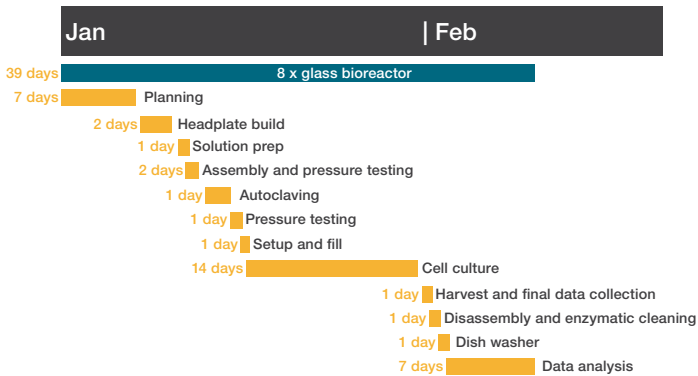 Jan | Feb
39 days 8 x glass bioreactor
7 days Planning
2 days Headplate build
1 day Solution prep
2 days Assembly and pressure testing
1 day Autoclaving
1 day Pressure testing
1 day Setup and fill
14 days Cell culture
1 day Harvest and final data collection
1 day Disassembly and enzymatic cleaning
1 day Dish washer
7 days Data analysis